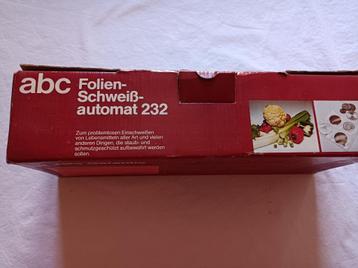 abc
Folien-
Schweiß-
automat 232
Zum problemlosen Einschweißen
von Lebensmitteln aller Art und vielen
anderen Dingen, die staub- und
schmutzgeschützt aufbewahrt werden
sollen.